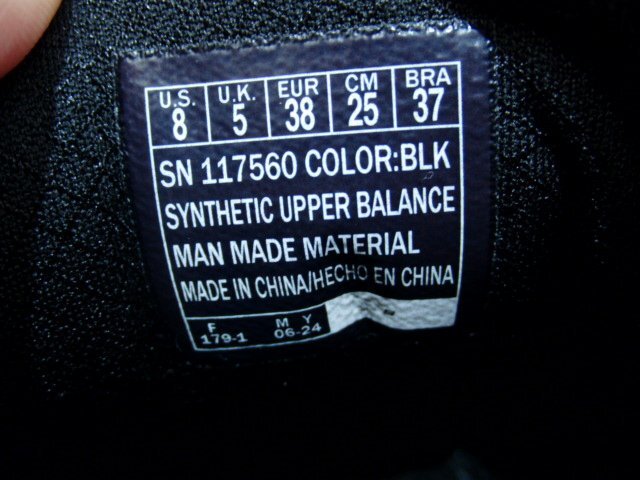 U.S. U.K. EUR CM BRA
8 5 38 25 37
SN 117560 COLOR:BLK
SYNTHETIC UPPER BALANCE
MAN MADE MATERIAL
MADE IN CHINA/HECHO EN CHINA
F M Y
179-1 06-24